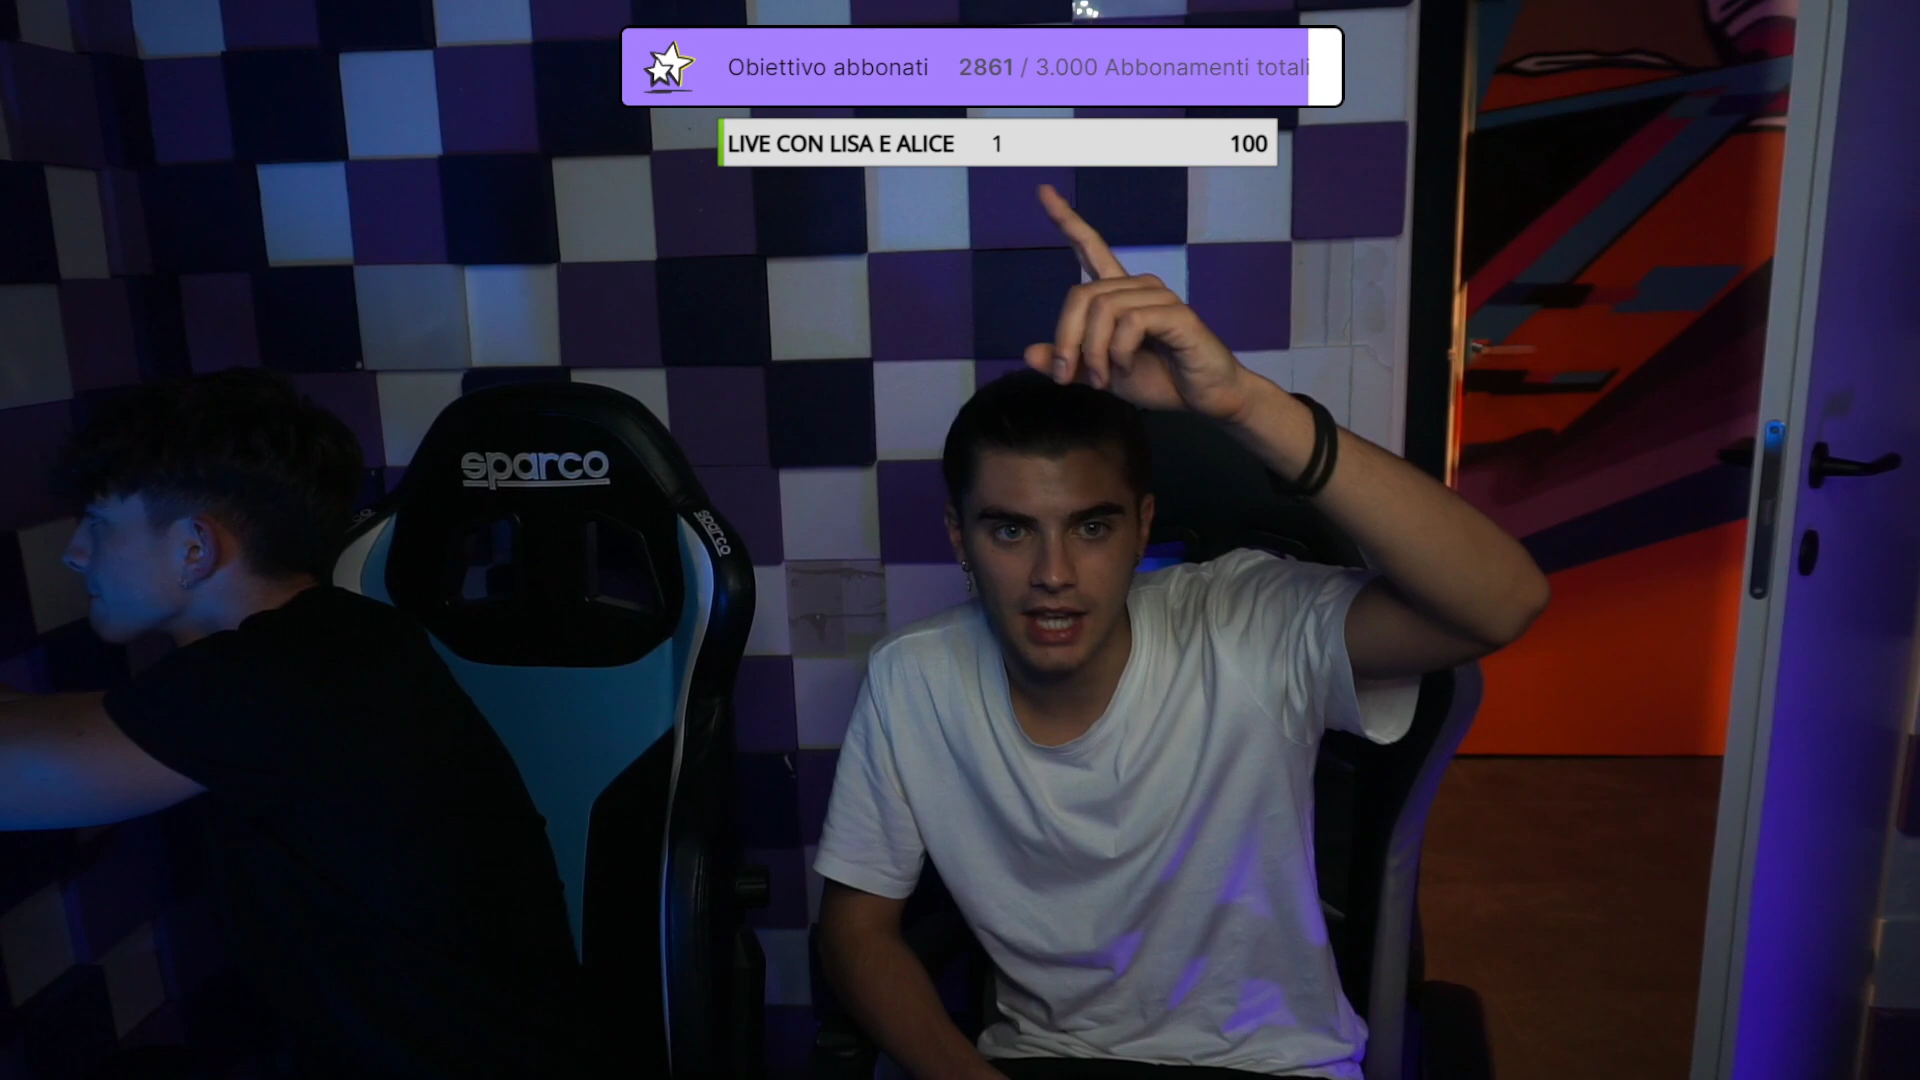 Obiettivo abbonati 2861 / 3.000 Abbonamenti totali
LIVE CON LISA E ALICE 1 100
sparco
sparco